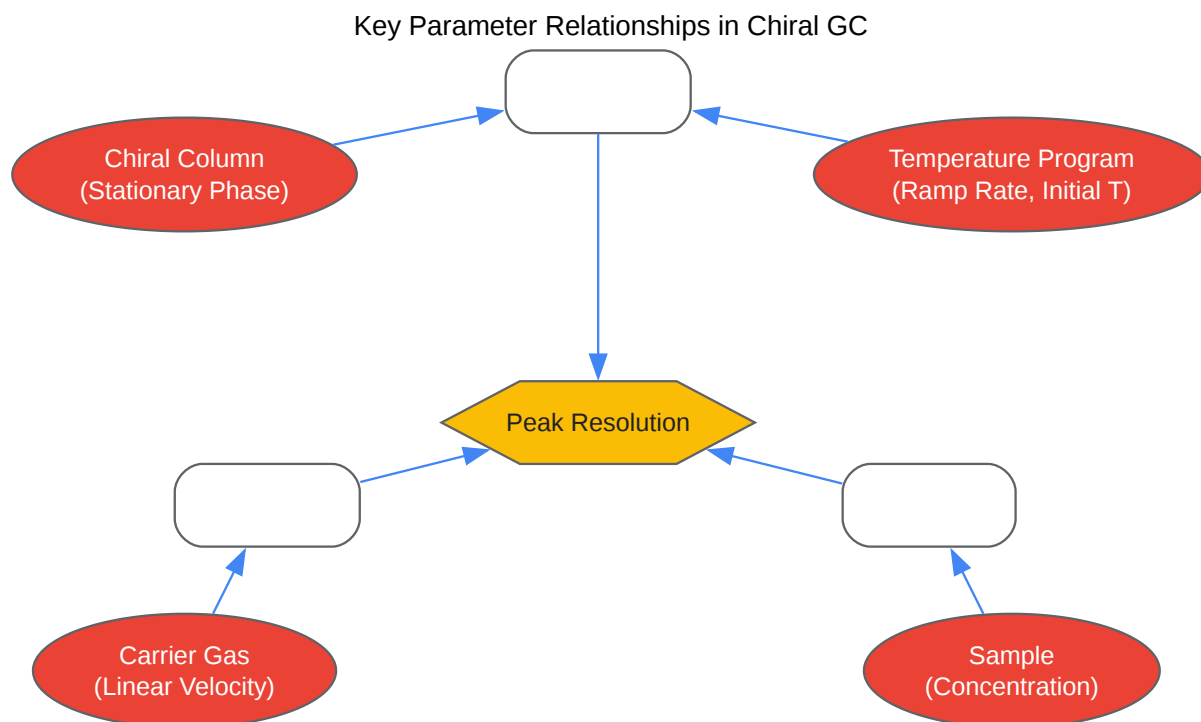 Key Parameter Relationships in Chiral GC
Chiral Column
(Stationary Phase)
Temperature Program
(Ramp Rate, Initial T)
Peak Resolution
Carrier Gas
(Linear Velocity)
Sample
(Concentration)